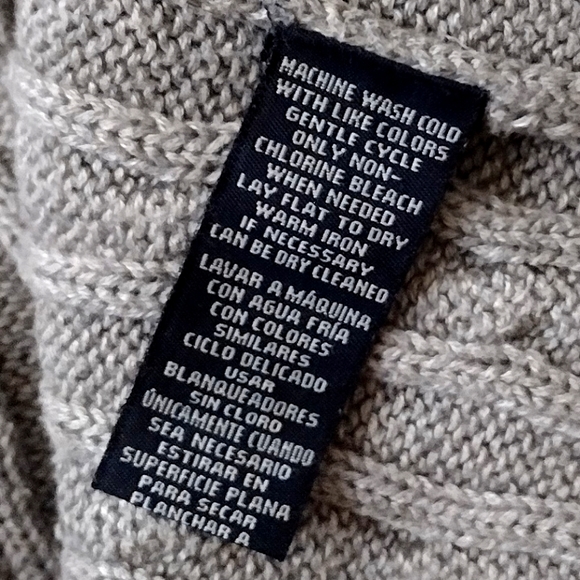 MACHINE WASH COLD
WITH LIKE COLORS
GENTLE CYCLE
ONLY NON-
CHLORINE BLEACH
WHEN NEEDED
LAY FLAT TO DRY
WARM IRON
IF NECESSARY
CAN BE DRY CLEANED
LAVAR A MÁQUINA
CON AGUA FRÍA
CON COLORES
SIMILARES
CICLO DELICADO
USAR
BLANQUEADORES
SIN CLORO
ÚNICAMENTE CUANDO
SEA NECESARIO
ESTIRAR EN
SUPERFICIE PLANA
PARA SECAR
PLANCHAR A